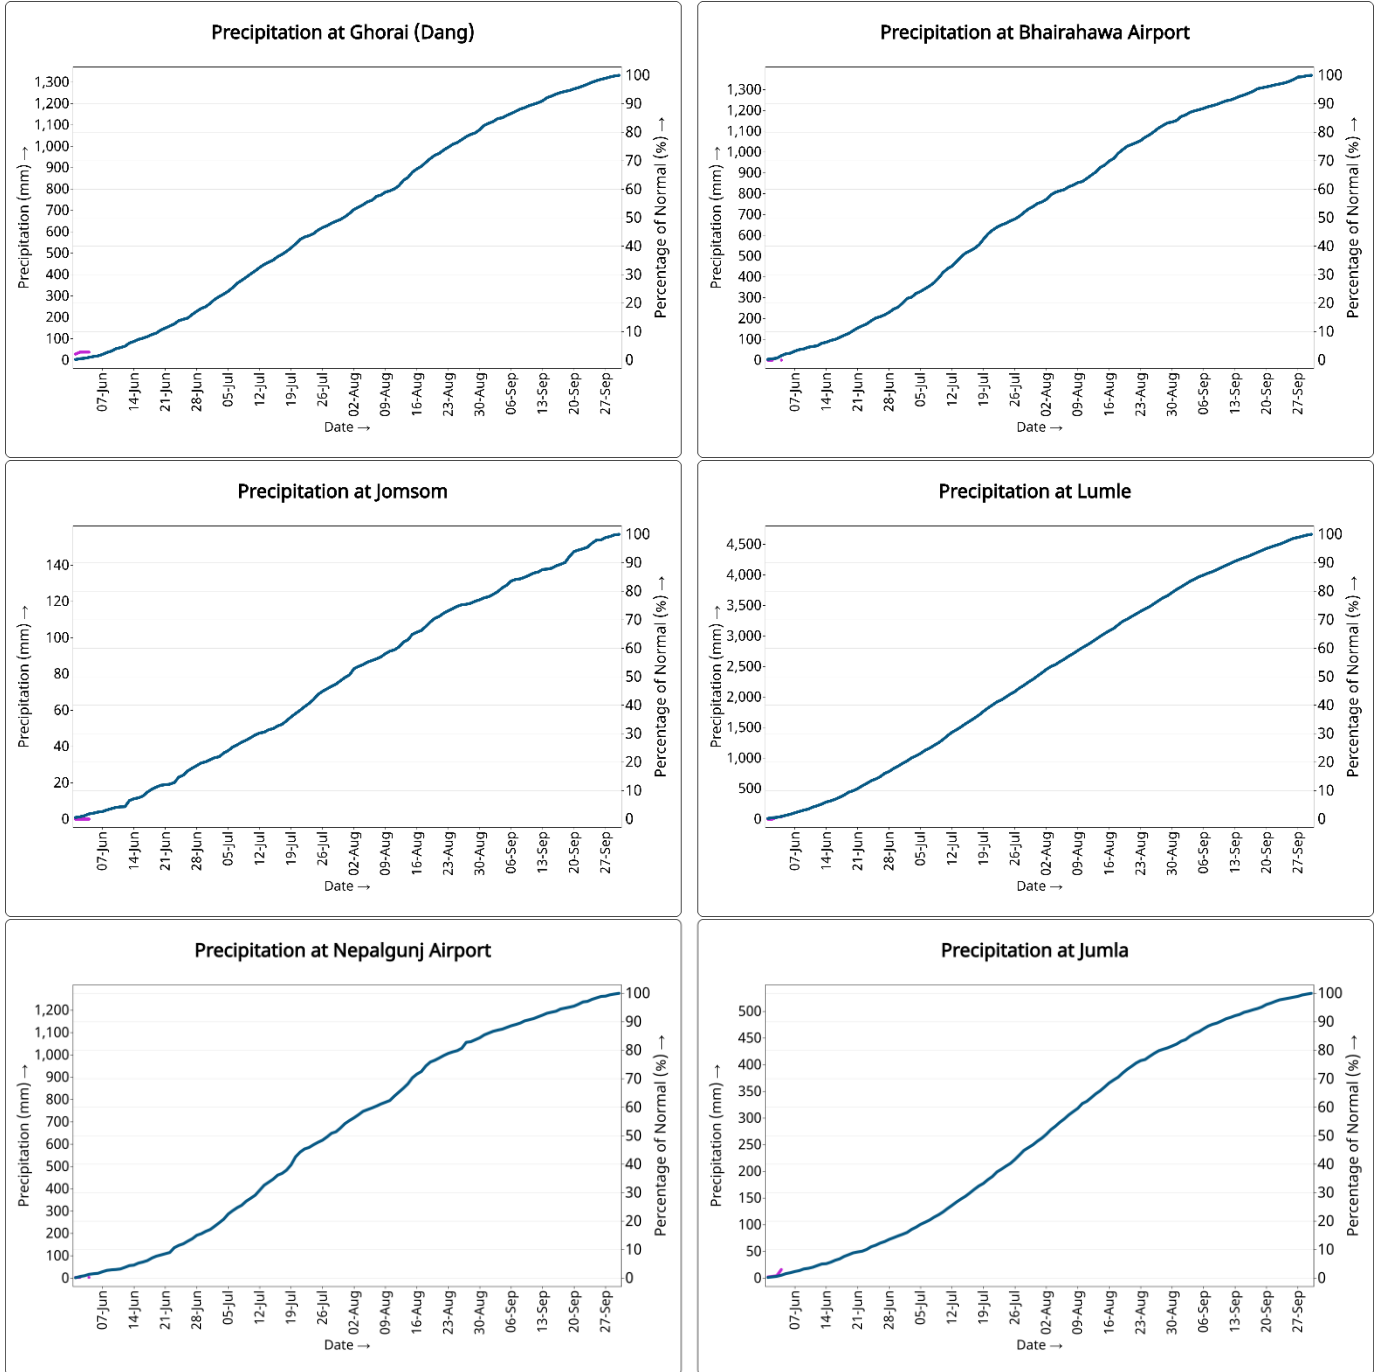 Precipitation at Ghorai (Dang)
Precipitation (mm) →
1,300
1,200
1,100
1,000
900
800
700
600
500
400
300
200
100
0
100
90
80
70
60
50
40
30
20
10
0
Percentage of Normal (%) →
07-Jun
14-Jun
21-Jun
28-Jun
05-Jul
12-Jul
19-Jul
26-Jul
02-Aug
09-Aug
16-Aug
23-Aug
30-Aug
06-Sep
13-Sep
20-Sep
27-Sep
Date →
Precipitation at Bhairahawa Airport
Precipitation (mm) →
1,300
1,200
1,100
1,000
900
800
700
600
500
400
300
200
100
0
100
90
80
70
60
50
40
30
20
10
0
Percentage of Normal (%) →
07-Jun
14-Jun
21-Jun
28-Jun
05-Jul
12-Jul
19-Jul
26-Jul
02-Aug
09-Aug
16-Aug
23-Aug
30-Aug
06-Sep
13-Sep
20-Sep
27-Sep
Date →
Precipitation at Jomsom
Precipitation (mm) →
140
120
100
80
60
40
20
0
100
90
80
70
60
50
40
30
20
10
0
Percentage of Normal (%) →
07-Jun
14-Jun
21-Jun
28-Jun
05-Jul
12-Jul
19-Jul
26-Jul
02-Aug
09-Aug
16-Aug
23-Aug
30-Aug
06-Sep
13-Sep
20-Sep
27-Sep
Date →
Precipitation at Lumle
Precipitation (mm) →
4,500
4,000
3,500
3,000
2,500
2,000
1,500
1,000
500
0
100
90
80
70
60
50
40
30
20
10
0
Percentage of Normal (%) →
07-Jun
14-Jun
21-Jun
28-Jun
05-Jul
12-Jul
19-Jul
26-Jul
02-Aug
09-Aug
16-Aug
23-Aug
30-Aug
06-Sep
13-Sep
20-Sep
27-Sep
Date →
Precipitation at Nepalgunj Airport
Precipitation (mm) →
1,200
1,100
1,000
900
800
700
600
500
400
300
200
100
0
100
90
80
70
60
50
40
30
20
10
0
Percentage of Normal (%) →
07-Jun
14-Jun
21-Jun
28-Jun
05-Jul
12-Jul
19-Jul
26-Jul
02-Aug
09-Aug
16-Aug
23-Aug
30-Aug
06-Sep
13-Sep
20-Sep
27-Sep
Date →
Precipitation at Jumla
Precipitation (mm) →
500
450
400
350
300
250
200
150
100
50
0
100
90
80
70
60
50
40
30
20
10
0
Percentage of Normal (%) →
07-Jun
14-Jun
21-Jun
28-Jun
05-Jul
12-Jul
19-Jul
26-Jul
02-Aug
09-Aug
16-Aug
23-Aug
30-Aug
06-Sep
13-Sep
20-Sep
27-Sep
Date →